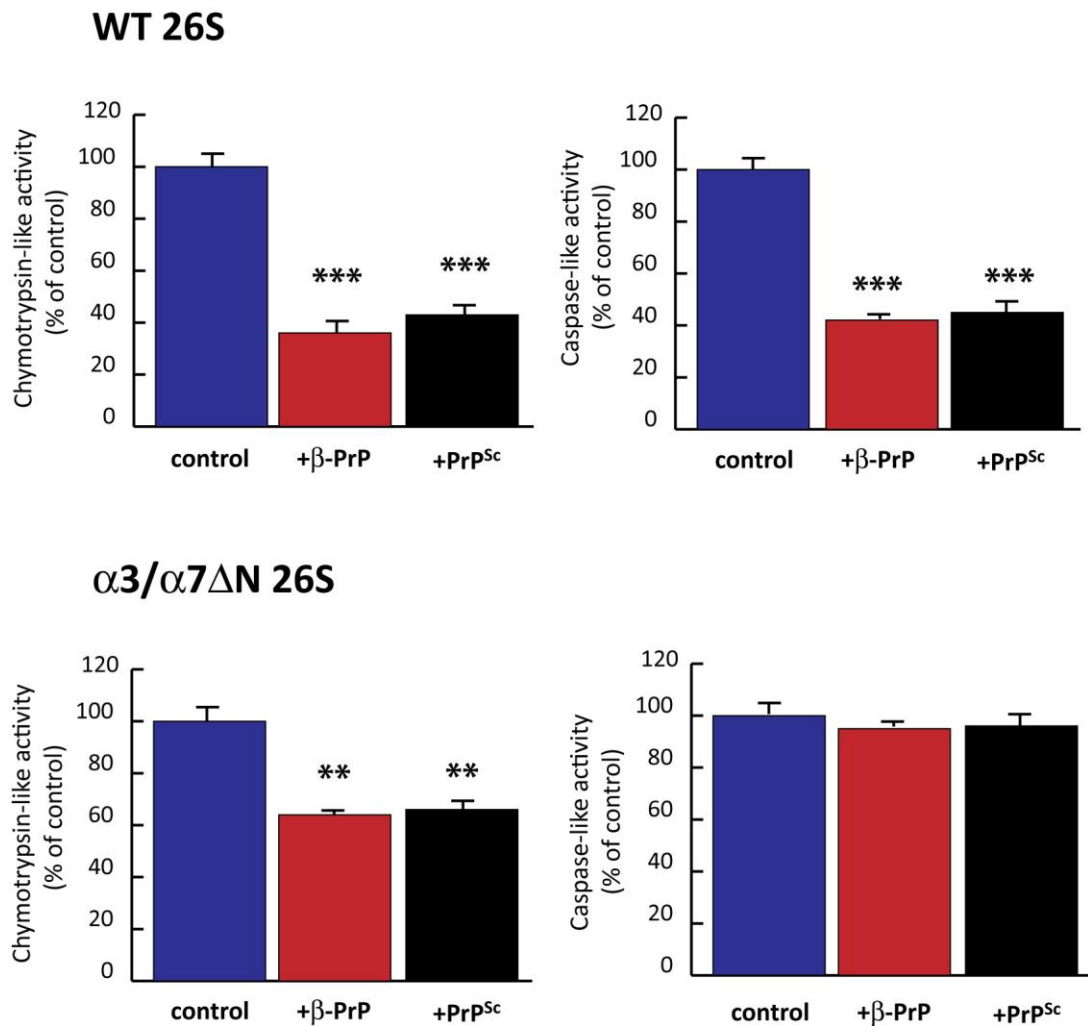 WT 26S
Chymotrypsin-like activity
(% of control)
120
100
80
60
40
20
0
***
***
control
+β-PrP
+PrPSc
Caspase-like activity
(% of control)
120
100
80
60
40
20
0
***
***
control
+β-PrP
+PrPSc
α3/α7ΔN 26S
Chymotrypsin-like activity
(% of control)
120
100
80
60
40
20
0
**
**
control
+β-PrP
+PrPSc
Caspase-like activity
(% of control)
120
100
80
60
40
20
0
control
+β-PrP
+PrPSc